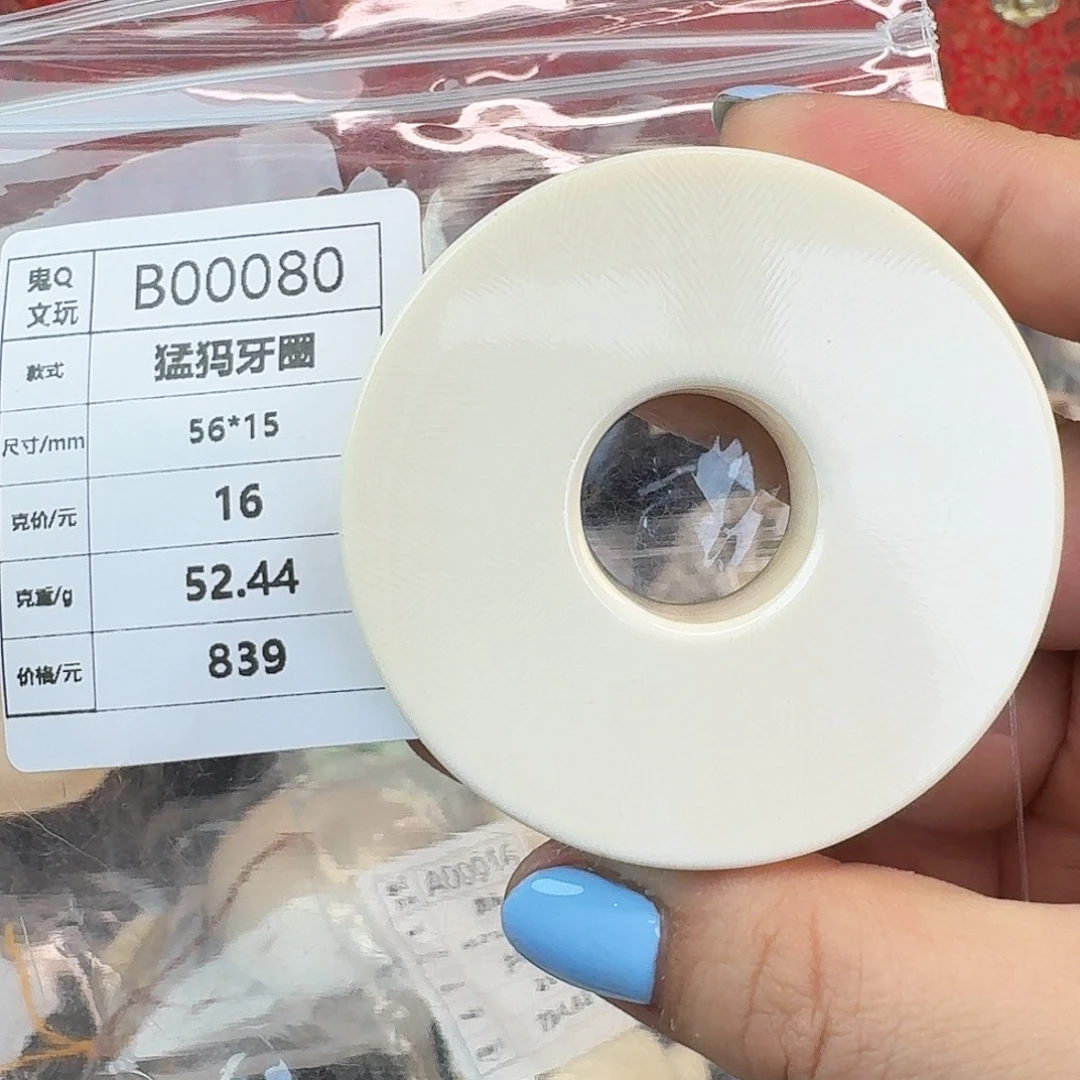 鬼Q
文玩
B00080
款式
猛犸牙圈
尺寸/mm
56*15
克价/元
16
克重/g
52.44
价格/元
839